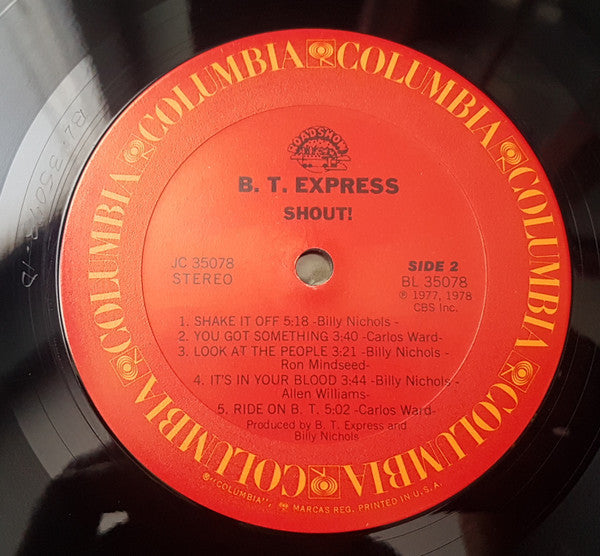 COLUMBIA COLUMBIA COLUMBIA COLUMBIA COLUMBIA COLUMBIA
ROADSHOW
B. T. EXPRESS
SHOUT!
JC 35078
STEREO
SIDE 2
BL 35078
℗ 1977, 1978
CBS Inc.
1. SHAKE IT OFF 5:18 -Billy Nichols -
2. YOU GOT SOMETHING 3:40 -Carlos Ward-
3. LOOK AT THE PEOPLE 3:21 -Billy Nichols -
Ron Mindseed-
4. IT'S IN YOUR BLOOD 3:44 -Billy Nichols -
Allen Williams-
5. RIDE ON B. T. 5:02 -Carlos Ward-
Produced by B. T. Express and
Billy Nichols
® "COLUMBIA", MARCAS REG. PRINTED IN U.S.A.